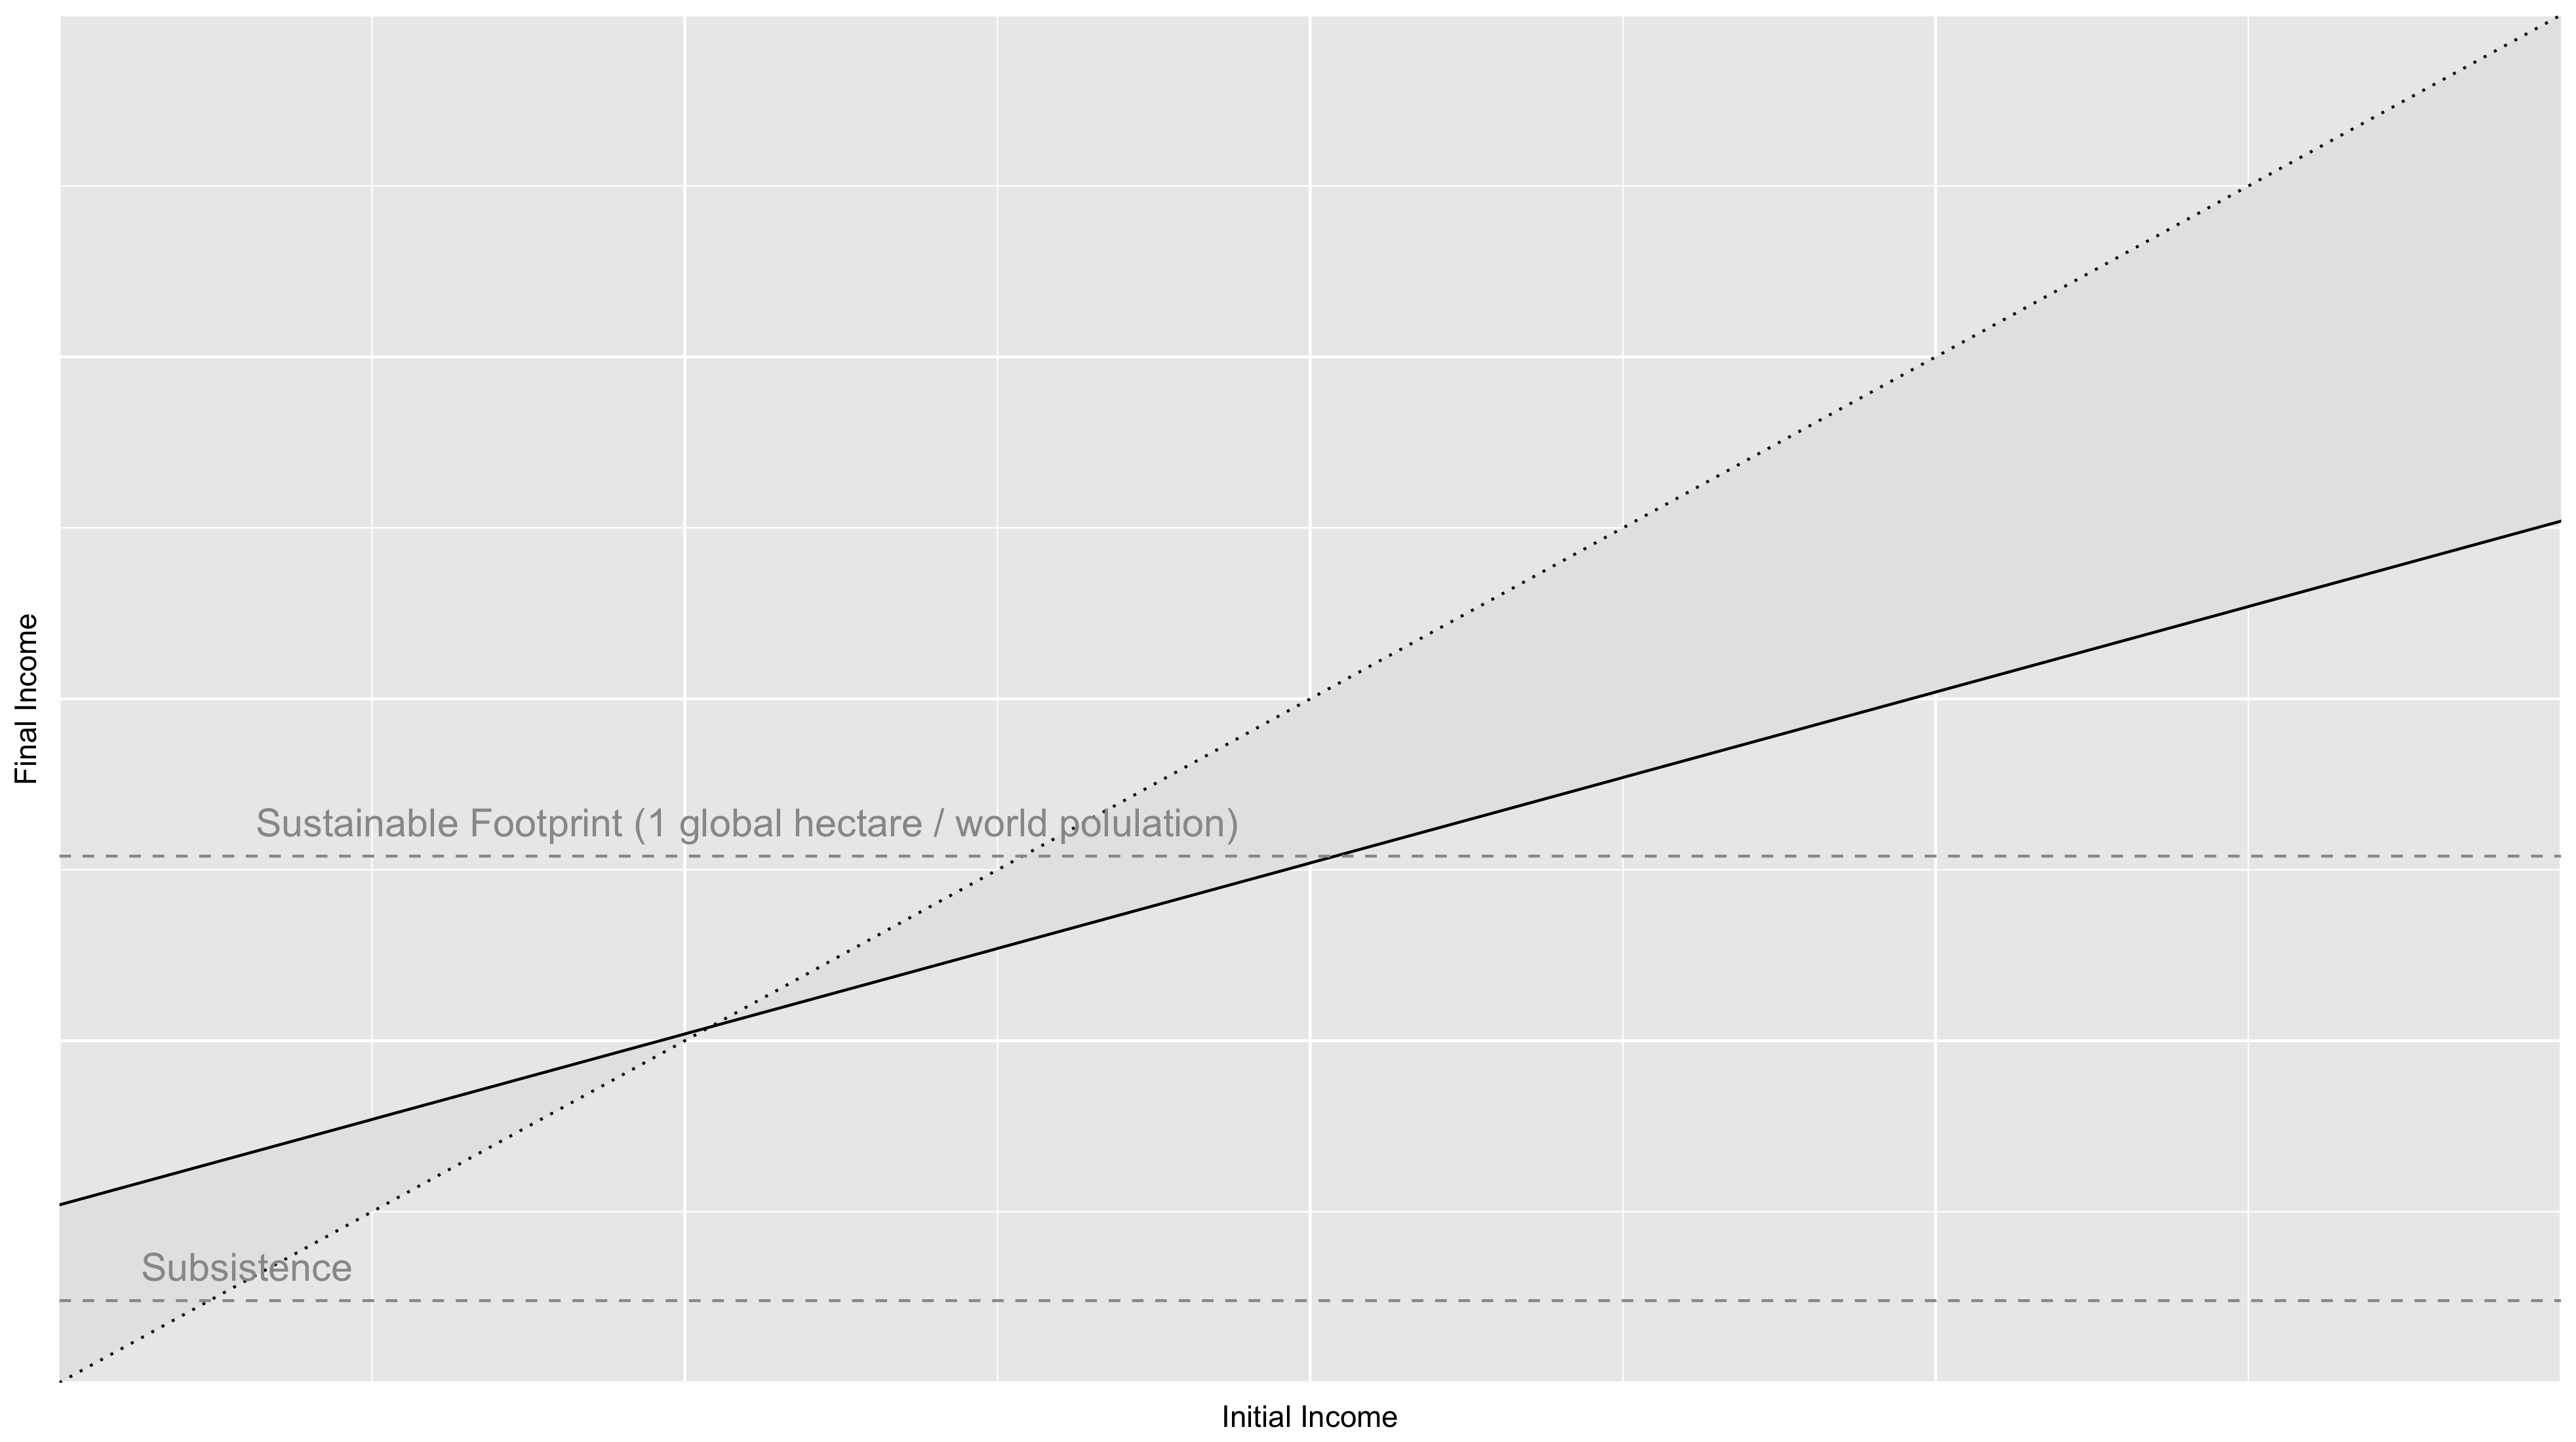 Final Income
Sustainable Footprint (1 global hectare / world polulation)
Subsistence
Initial Income